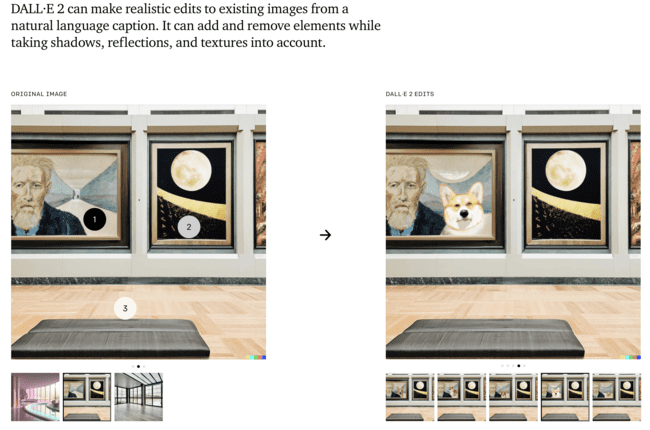 DALL·E 2 can make realistic edits to existing images from a
natural language caption. It can add and remove elements while
taking shadows, reflections, and textures into account.
ORIGINAL IMAGE
DALL·E 2 EDITS
1
2
3